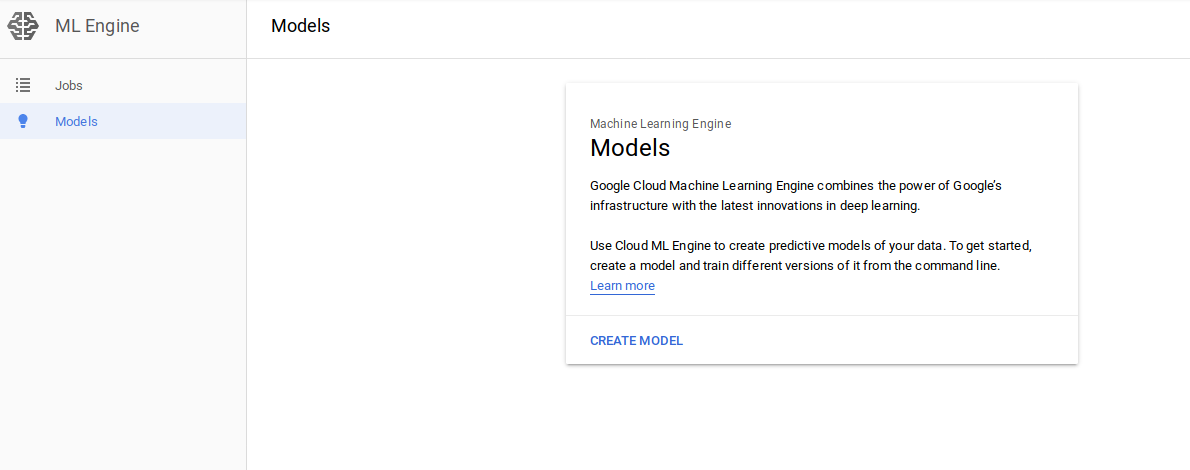 ML Engine
Models
Jobs
Models
Machine Learning Engine
Models
Google Cloud Machine Learning Engine combines the power of Google’s
infrastructure with the latest innovations in deep learning.
Use Cloud ML Engine to create predictive models of your data. To get started,
create a model and train different versions of it from the command line.
Learn more
CREATE MODEL